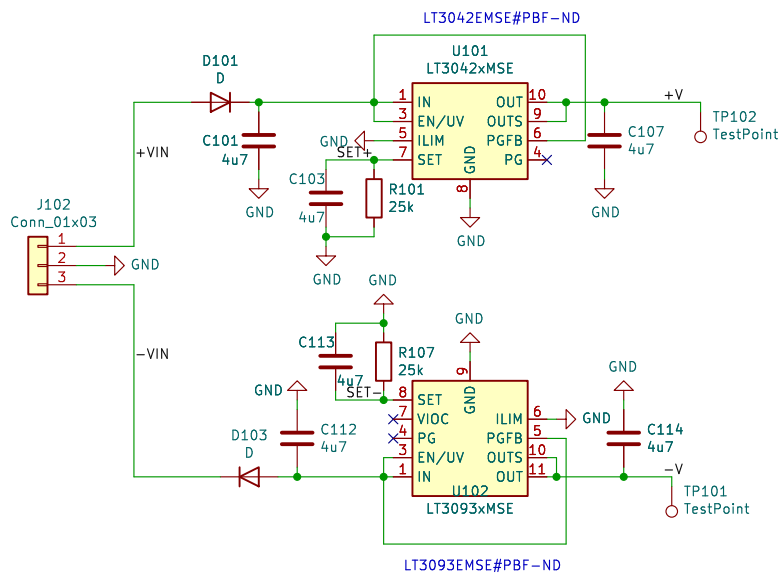 LT3042EMSE#PBF-ND
D101
D
U101
LT3042xMSE
1 IN OUT 10
3 EN/UV OUTS 9
5 ILIM PGFB 6
7 SET PG 4
GND
8
GND
+V
TP102
TestPoint
C101
4u7
GND
GND
SET+
C107
4u7
GND
+VIN
C103
4u7
R101
25k
GND
J102
Conn_01x03
1
2
3
GND
GND
GND
-VIN
C113
4u7
R107
25k
SET-
9
GND
8 SET
7 VIOC ILIM 6
4 PG PGFB 5
3 EN/UV OUTS 10
1 IN OUT 11
U102
LT3093xMSE
GND
GND
C112
4u7
D103
D
GND
C114
4u7
-V
TP101
TestPoint
LT3093EMSE#PBF-ND